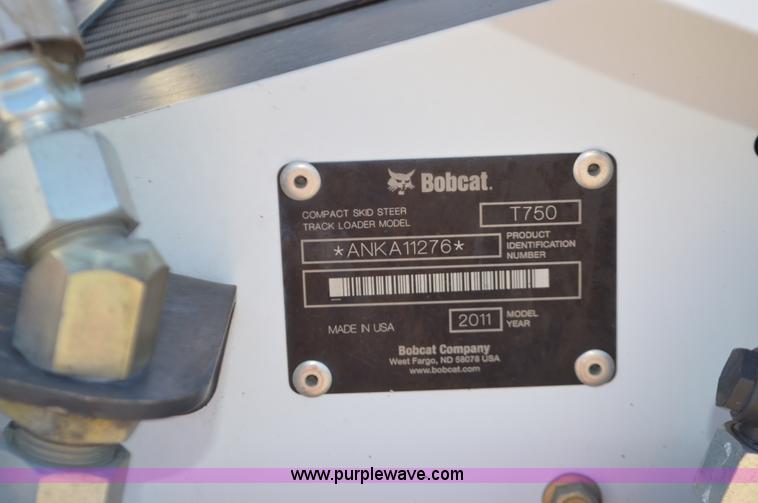 Bobcat.
COMPACT SKID STEER
TRACK LOADER MODEL
T750
*ANKA11276*
PRODUCT
IDENTIFICATION
NUMBER
MADE IN USA
2011
MODEL
YEAR
Bobcat Company
West Fargo, ND 58078 USA
www.bobcat.com
www.purplewave.com